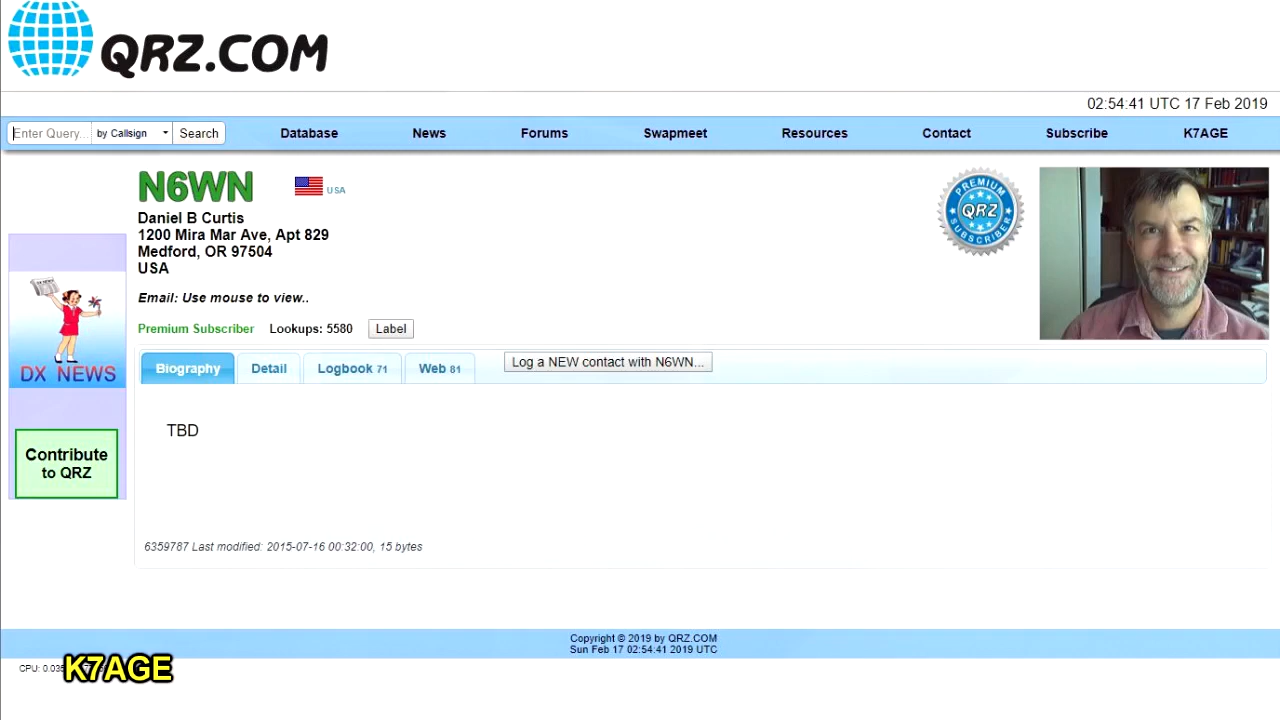 QRZ.COM
02:54:41 UTC 17 Feb 2019
Enter Query... by Callsign Search Database News Forums Swapmeet Resources Contact Subscribe K7AGE
N6WN USA
Daniel B Curtis
1200 Mira Mar Ave, Apt 829
Medford, OR 97504
USA
Email: Use mouse to view..
Premium Subscriber Lookups: 5580 Label
PREMIUM
QRZ
SUBSCRIBER
DX NEWS
Contribute
to QRZ
Biography Detail Logbook 71 Web 81 Log a NEW contact with N6WN...
TBD
6359787 Last modified: 2015-07-16 00:32:00, 15 bytes
Copyright © 2019 by QRZ.COM
Sun Feb 17 02:54:41 2019 UTC
CPU:
K7AGE